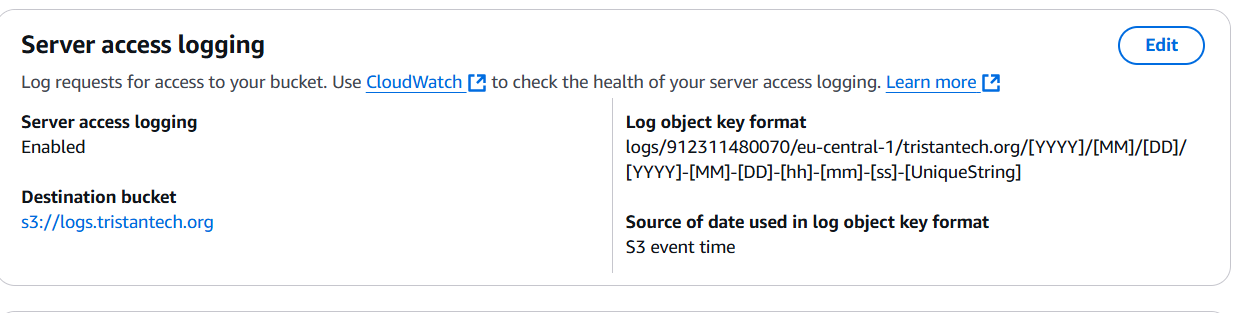 Server access logging
Edit
Log requests for access to your bucket. Use CloudWatch to check the health of your server access logging. Learn more
Server access logging
Enabled
Destination bucket
s3://logs.tristantech.org
Log object key format
logs/912311480070/eu-central-1/tristantech.org/[YYYY]/[MM]/[DD]/
[YYYY]-[MM]-[DD]-[hh]-[mm]-[ss]-[UniqueString]
Source of date used in log object key format
S3 event time